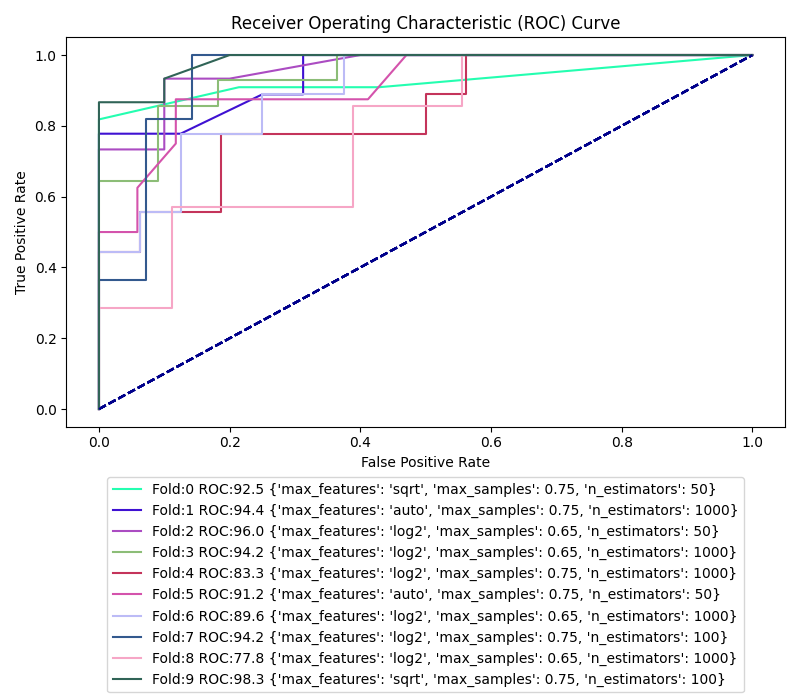 Receiver Operating Characteristic (ROC) Curve
1.0
0.8
0.6
0.4
0.2
0.0
True Positive Rate
0.0 0.2 0.4 0.6 0.8 1.0
False Positive Rate
Fold:0 ROC:92.5 {'max_features': 'sqrt', 'max_samples': 0.75, 'n_estimators': 50}
Fold:1 ROC:94.4 {'max_features': 'auto', 'max_samples': 0.75, 'n_estimators': 1000}
Fold:2 ROC:96.0 {'max_features': 'log2', 'max_samples': 0.65, 'n_estimators': 50}
Fold:3 ROC:94.2 {'max_features': 'log2', 'max_samples': 0.65, 'n_estimators': 1000}
Fold:4 ROC:83.3 {'max_features': 'log2', 'max_samples': 0.75, 'n_estimators': 1000}
Fold:5 ROC:91.2 {'max_features': 'auto', 'max_samples': 0.75, 'n_estimators': 50}
Fold:6 ROC:89.6 {'max_features': 'log2', 'max_samples': 0.65, 'n_estimators': 1000}
Fold:7 ROC:94.2 {'max_features': 'log2', 'max_samples': 0.75, 'n_estimators': 100}
Fold:8 ROC:77.8 {'max_features': 'log2', 'max_samples': 0.65, 'n_estimators': 1000}
Fold:9 ROC:98.3 {'max_features': 'sqrt', 'max_samples': 0.75, 'n_estimators': 100}